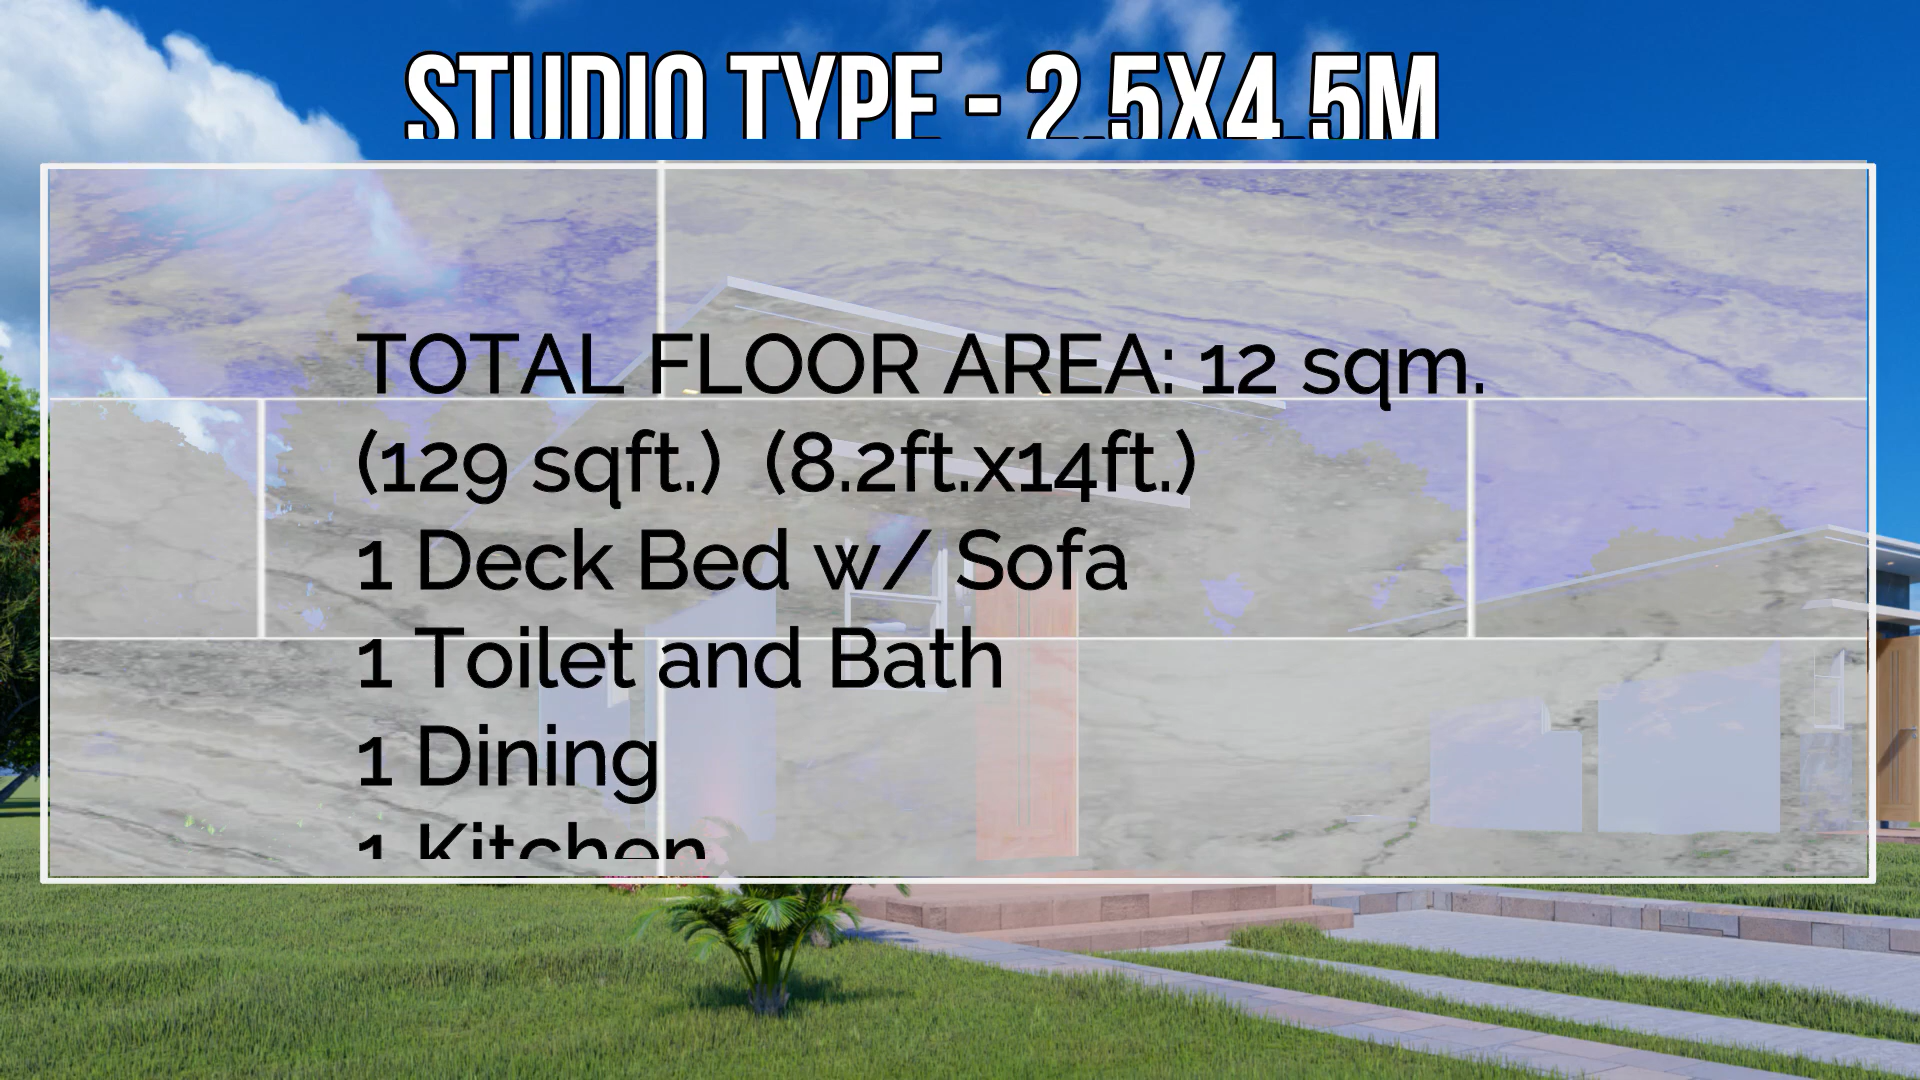 STUDIO TYPE - 2.5X4.5M
TOTAL FLOOR AREA: 12 sqm.
(129 sqft.) (8.2ft.x14ft.)
1 Deck Bed w/ Sofa
1 Toilet and Bath
1 Dining
1 Kitchen